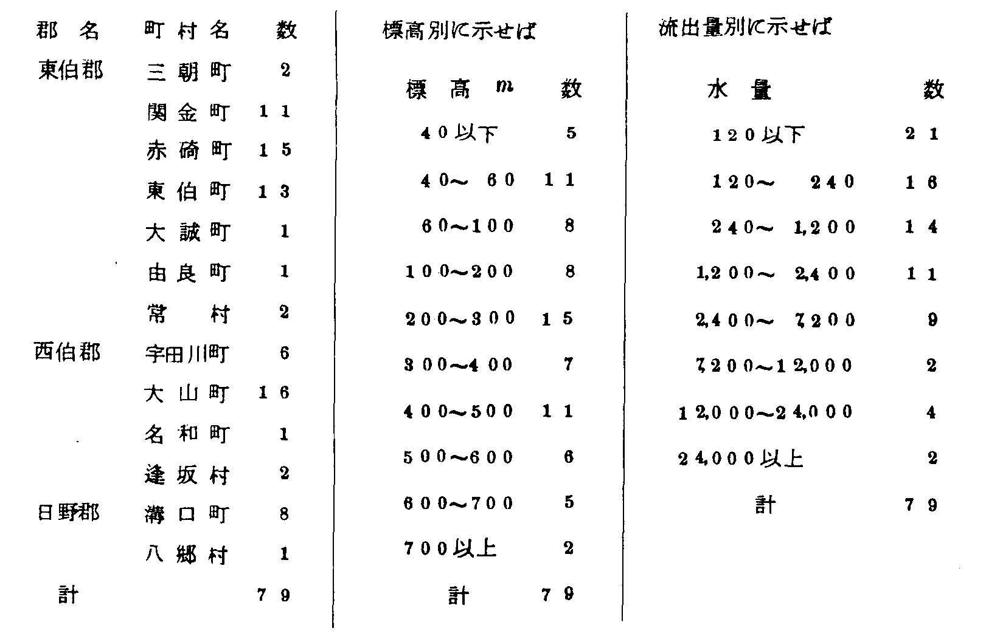 郡名 町村名 数
東伯郡 三朝町 2
関金町 11
赤碕町 15
東伯町 13
大誠町 1
由良町 1
常村 2
西伯郡 宇田川町 6
大山町 16
名和町 1
逢坂村 2
日野郡 溝口町 8
八郷村 1
計 79
標高別に示せば
標高m 数
40以下 5
40〜60 11
60〜100 8
100〜200 8
200〜300 15
300〜400 7
400〜500 11
500〜600 6
600〜700 5
700以上 2
計 79
流出量別に示せば
水量 数
120以下 21
120〜240 16
240〜1,200 14
1,200〜2,400 11
2,400〜7,200 9
7,200〜12,000 2
12,000〜24,000 4
24,000以上 2
計 79